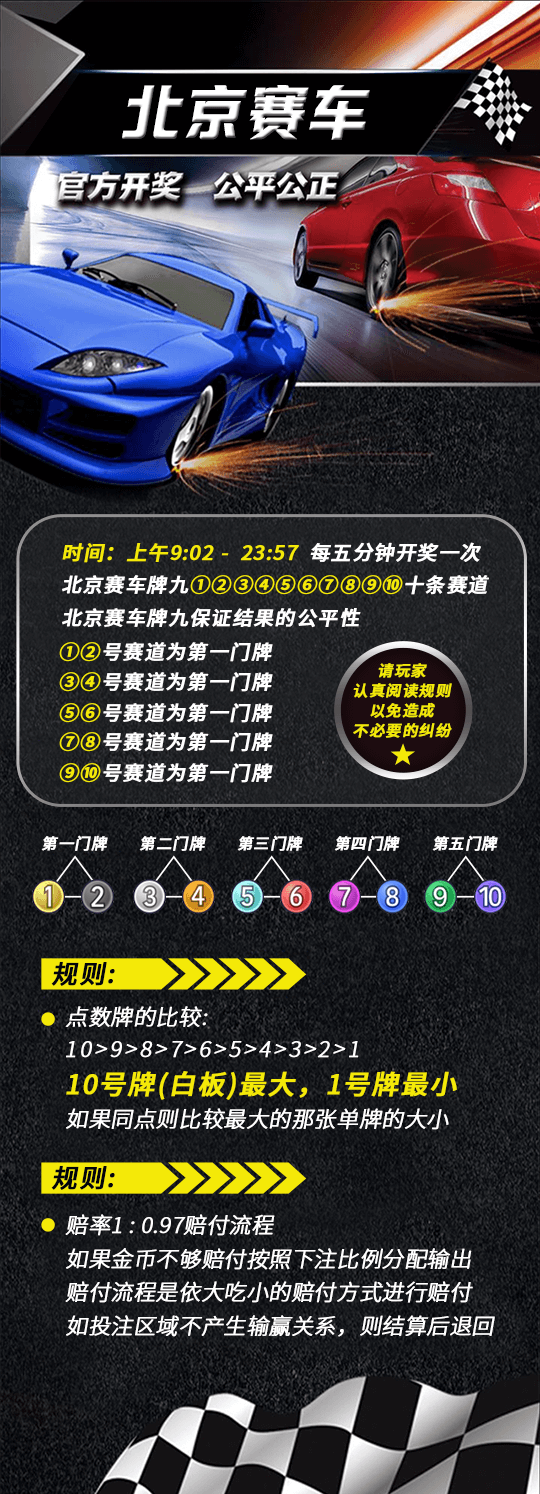 北京赛车
官方开奖 公平公正
时间：上午9:02 - 23:57 每五分钟开奖一次
北京赛车牌九①②③④⑤⑥⑦⑧⑨⑩十条赛道
北京赛车牌九保证结果的公平性
①②号赛道为第一门牌
③④号赛道为第一门牌
⑤⑥号赛道为第一门牌
⑦⑧号赛道为第一门牌
⑨⑩号赛道为第一门牌
请玩家
认真阅读规则
以免造成
不必要的纠纷
第一门牌 第二门牌 第三门牌 第四门牌 第五门牌
1 2 3 4 5 6 7 8 9 10
规则:
点数牌的比较:
10>9>8>7>6>5>4>3>2>1
10号牌(白板)最大，1号牌最小
如果同点则比较最大的那张单牌的大小
规则:
赔率1 : 0.97赔付流程
如果金币不够赔付按照下注比例分配输出
赔付流程是依大吃小的赔付方式进行赔付
如投注区域不产生输赢关系，则结算后退回